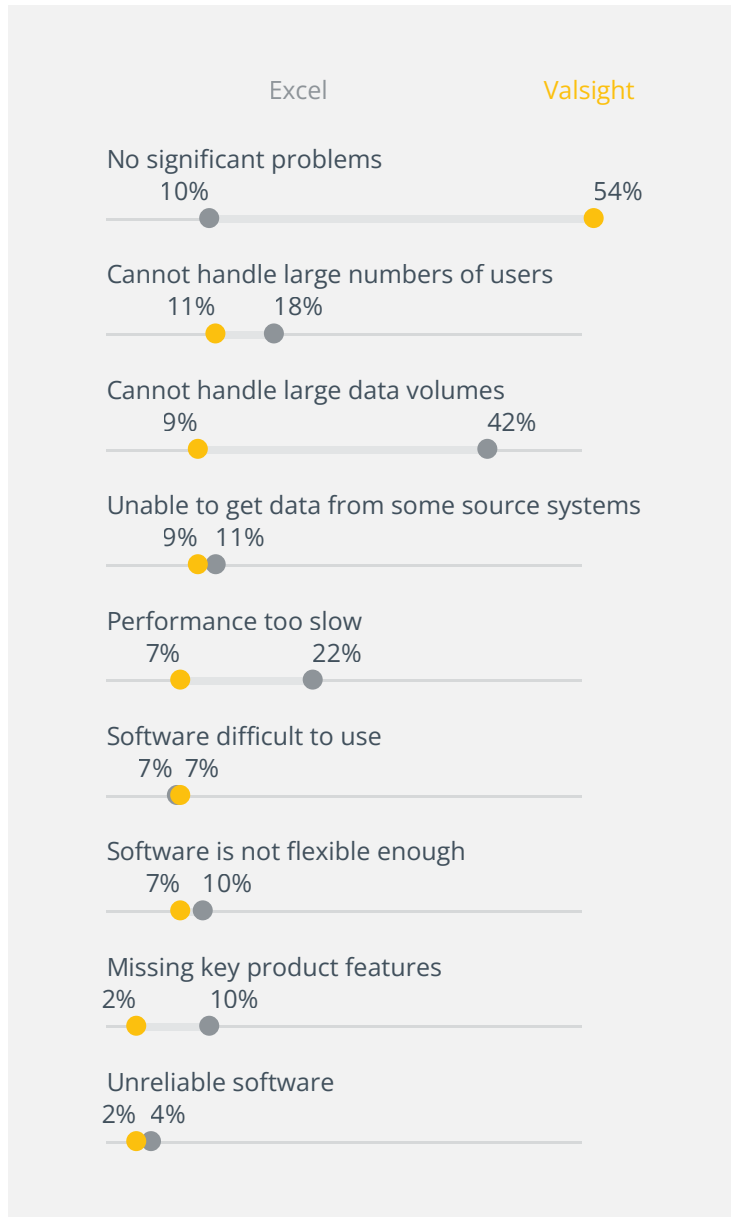 Excel Valsight
No significant problems
10% 54%
Cannot handle large numbers of users
11% 18%
Cannot handle large data volumes
9% 42%
Unable to get data from some source systems
9% 11%
Performance too slow
7% 22%
Software difficult to use
7% 7%
Software is not flexible enough
7% 10%
Missing key product features
2% 10%
Unreliable software
2% 4%